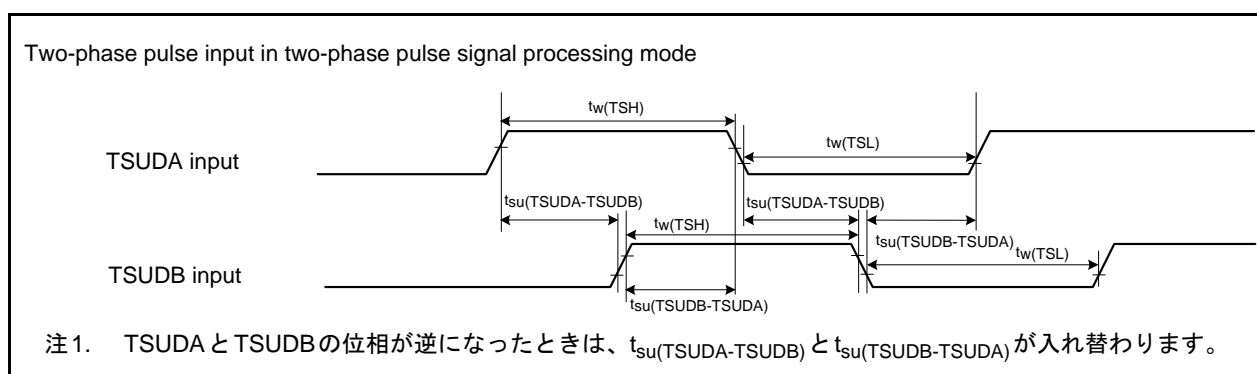 Two-phase pulse input in two-phase pulse signal processing mode
tw(TSH)
TSUDA input
tw(TSL)
tsu(TSUDA-TSUDB)
tsu(TSUDA-TSUDB)
tw(TSH)
tsu(TSUDB-TSUDA)
tw(TSL)
TSUDB input
tsu(TSUDB-TSUDA)
注1. TSUDAとTSUDBの位相が逆になったときは、tsu(TSUDA-TSUDB)とtsu(TSUDB-TSUDA)が入れ替わります。